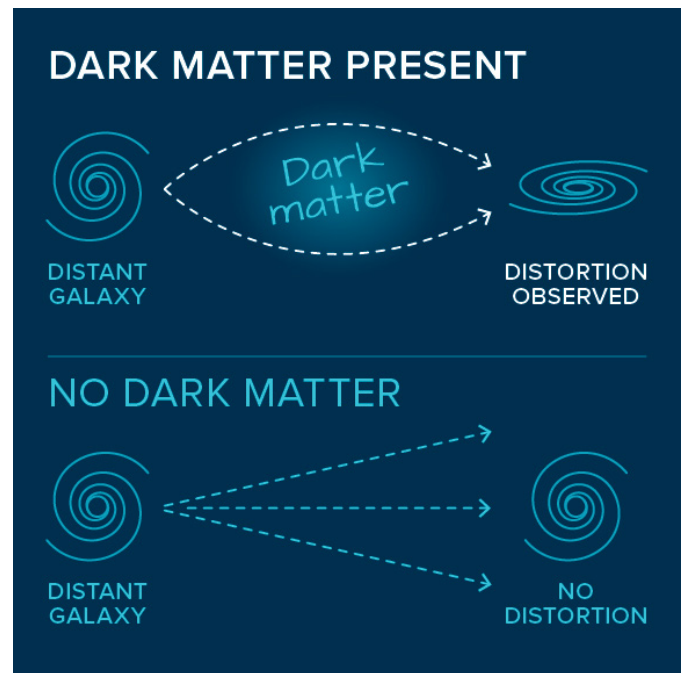 DARK MATTER PRESENT
Dark
matter
DISTANT
GALAXY
DISTORTION
OBSERVED
NO DARK MATTER
DISTANT
GALAXY
NO
DISTORTION